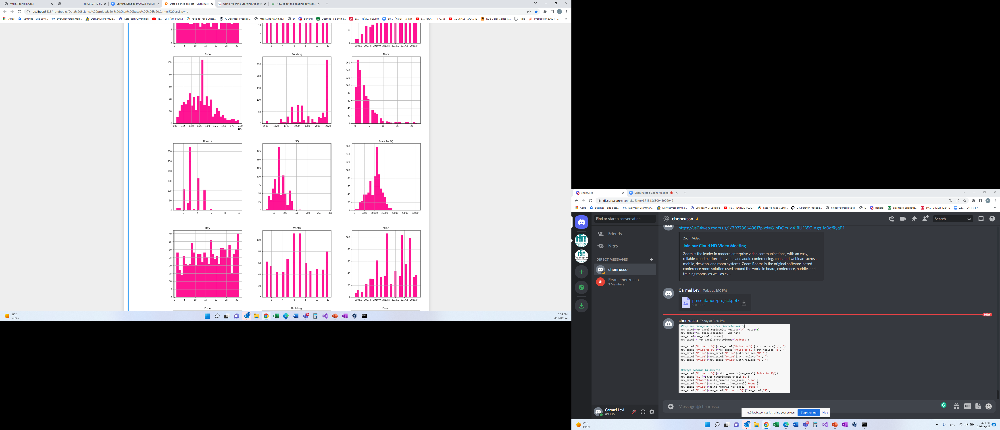 https://portal.hit.ac.il
קורס: הסתברות
Lecture/Kanzieper/20021-02: Mo
Data Science project - Chen Russ
Using Machine Learning Algorith
How to set the spacing between
localhost:8888/notebooks/Data%20Science%20project%20-%20Chen%20Russo%20%26%20Carmel%20Levi.ipynb
Apps
Settings - Site Setti...
Everyday Grammar:...
DerivativesFormula...
Lets learn C: varialbe
הטכניון מלמדים - TE...
Face-to-Face Custo...
C Operator Precede...
https://portal.hit.ac.il
פ
general
Desmos | Scientific...
מחשבון גבולות - Sy...
חדו"א 1-תרגיל - Zo...
אינפי 1 - המספר e,...
מתמטיקה בדידה 2...
RGB Color Codes C...
Algo
Probability 20021 -...
5
0
0 5 10 15 20 25 30
10
5
0
2 4 6 8 10 12
10
0
2005.0 2007.5 2010.0 2012.5 2015.0 2017.5 2020.0
Price
100
80
60
40
20
0
0.00 0.25 0.50 0.75 1.00 1.25 1.50 1.75 2.00
1e6
Building
250
200
150
100
50
0
1900 1920 1940 1960 1980 2000 2020
Floor
160
140
120
100
80
60
40
20
0
0 5 10 15 20
Rooms
300
250
200
150
100
50
0
2 4 6 8 10
SQ
175
150
125
100
75
50
25
0
50 100 150 200 250 300
Price to SQ
160
140
120
100
80
60
40
20
0
0 5000 10000 15000 20000 25000 30000
Day
40
35
30
25
20
15
10
5
0
0 5 10 15 20 25 30
Month
100
80
60
40
20
0
2 4 6 8 10 12
Year
100
80
60
40
20
0
2005.0 2007.5 2010.0 2012.5 2015.0 2017.5 2020.0
Price
Building
Floor
21°C
Sunny
3:34 PM
24-May-22
chenrusso
Chen Russo's Zoom Meeting
discord.com/channels/@me/871313650948902942
Apps
Settings - Site Setti...
Everyday Grammar:...
DerivativesFormula...
Lets learn C: varialbe
הטכניון מלמדים - TE...
Face-to-Face Custo...
C Operator Precede...
https://portal.hit.ac.il
פ
general
Desmos | Scientific...
מחשבון גבולות - Sy...
חדו"א 1-תרגיל - Zo...
Find or start a conversation
chenrusso
Search
Friends
Nitro
DIRECT MESSAGES
chenrusso
Rean, chenrusso
3 Members
https://us04web.zoom.us/j/79373664361?pwd=G-nDOm_q4-RUFB5GIAgq-Id0ofRyqE.1
Zoom Video
Join our Cloud HD Video Meeting
Zoom is the leader in modern enterprise video communications, with an easy,
reliable cloud platform for video and audio conferencing, chat, and webinars across
mobile, desktop, and room systems. Zoom Rooms is the original software-based
conference room solution used around the world in board, conference, huddle, and
training rooms, as well as ex...
Carmel Levi Today at 3:10 PM
presentation-project.pptx
531.51 KB
NEW
chenrusso Today at 3:20 PM
#Drop and change unrelated characters/data
new_excel=new_excel.replace(to_replace='ק', value=0)
new_excel=new_excel.replace('-',np.NaN)
new_excel=new_excel.dropna()
new_excel = new_excel.drop(columns='Address')
new_excel['Price to SQ']=new_excel['Price to SQ'].str.replace(',','')
new_excel['Price to SQ']=new_excel['Price to SQ'].str.replace('₪','')
new_excel['Price']=new_excel['Price'].str.replace('₪','')
new_excel['Price']=new_excel['Price'].str.replace('','')
new_excel['Price']=new_excel['Price'].str.replace('','')
#Change columns to numeric
new_excel['Price to SQ']=pd.to_numeric(new_excel['Price to SQ'])
new_excel['SQ']=pd.to_numeric(new_excel['SQ'])
new_excel['Floor']=pd.to_numeric(new_excel['Floor'])
new_excel['Rooms']=pd.to_numeric(new_excel['Rooms'])
new_excel['Price']=pd.to_numeric(new_excel['Price'])
new_excel['Price']=new_excel['Price to SQ']*new_excel['SQ']
Message @chenrusso
GIF
us04web.zoom.us is sharing your screen.
Stop sharing
Hide
Carmel Levi
#9306
21°C
Sunny
ENG
3:34 PM
24-May-22
21